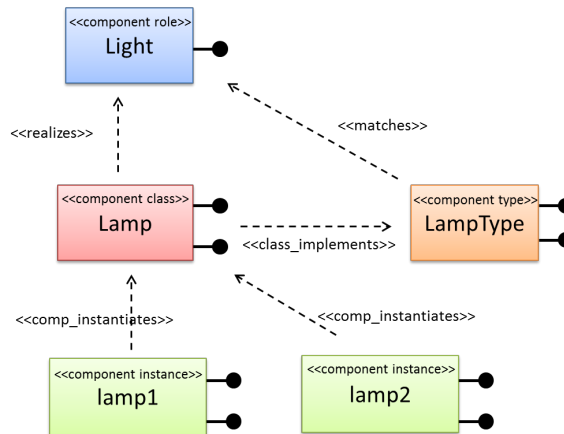 <<component role>>
Light
<<realizes>>
<<matches>>
<<component class>>
Lamp
<<component type>>
LampType
<<class_implements>>
<<comp_instantiates>>
<<comp_instantiates>>
<<component instance>>
lamp1
<<component instance>>
lamp2